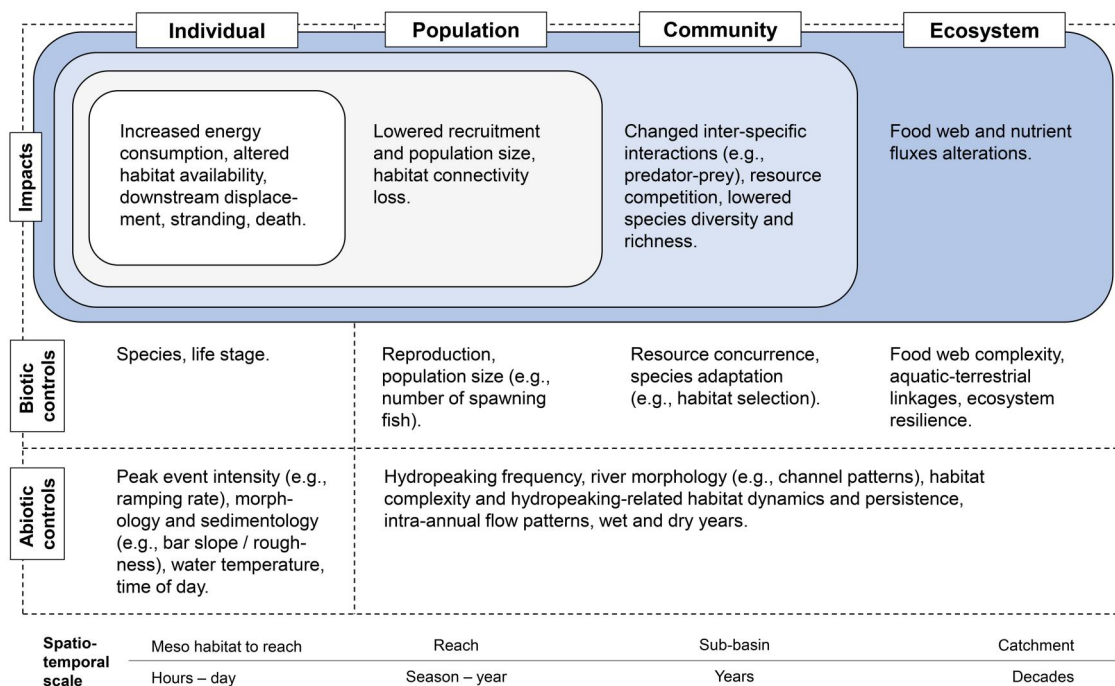 Individual
Population
Community
Ecosystem
Impacts
Increased energy
consumption, altered
habitat availability,
downstream displace-
ment, stranding, death.
Lowered recruitment
and population size,
habitat connectivity
loss.
Changed inter-specific
interactions (e.g.,
predator-prey), resource
competition, lowered
species diversity and
richness.
Food web and nutrient
fluxes alterations.
Biotic
controls
Species, life stage.
Reproduction,
population size (e.g.,
number of spawning
fish).
Resource concurrence,
species adaptation
(e.g., habitat selection).
Food web complexity,
aquatic-terrestrial
linkages, ecosystem
resilience.
Abiotic
controls
Peak event intensity (e.g.,
ramping rate), morph-
ology and sedimentology
(e.g., bar slope / rough-
ness), water temperature,
time of day.
Hydropeaking frequency, river morphology (e.g., channel patterns), habitat
complexity and hydropeaking-related habitat dynamics and persistence,
intra-annual flow patterns, wet and dry years.
Spatio-
temporal
scale
Meso habitat to reach
Reach
Sub-basin
Catchment
Hours – day
Season – year
Years
Decades